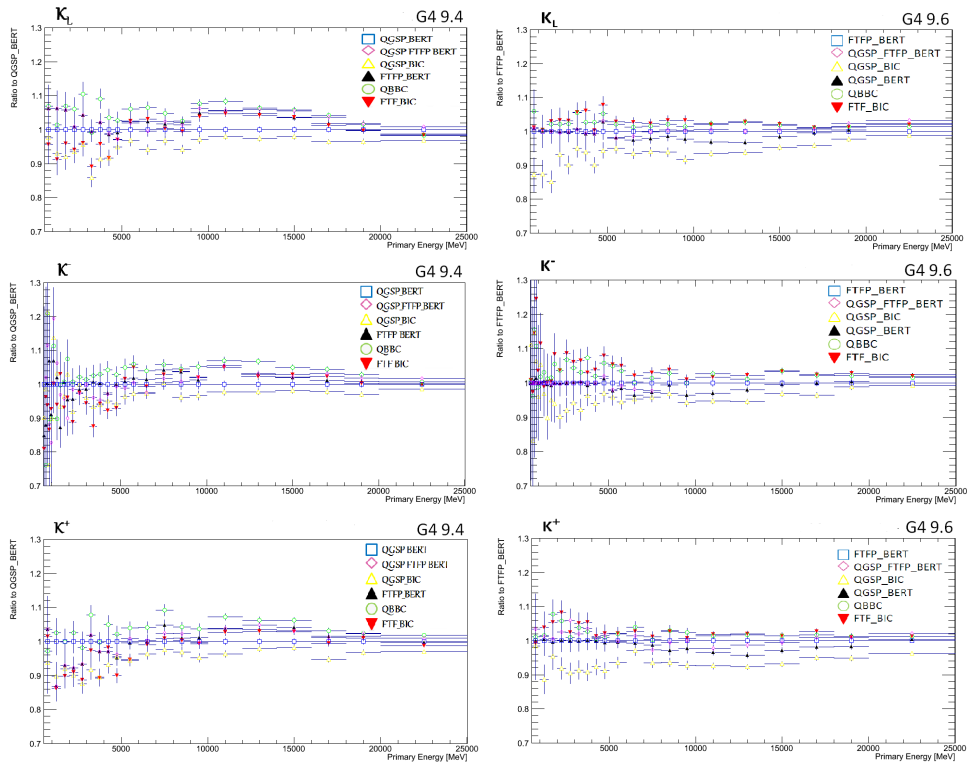 K_L G4 9.4
Ratio to QGSP_BERT
1.3
1.2
1.1
1
0.9
0.8
0.7
QGSP_BERT
QGSP_FTFP_BERT
QGSP_BIC
FTFP_BERT
QBBC
FTF_BIC
5000 10000 15000 20000 25000
Primary Energy [MeV]
K_L G4 9.6
Ratio to FTFP_BERT
1.3
1.2
1.1
1
0.9
0.8
0.7
FTFP_BERT
QGSP_FTFP_BERT
QGSP_BIC
QGSP_BERT
QBBC
FTF_BIC
5000 10000 15000 20000 25000
Primary Energy [MeV]
K⁻ G4 9.4
Ratio to QGSP_BERT
1.3
1.2
1.1
1
0.9
0.8
0.7
QGSP_BERT
QGSP_FTFP_BERT
QGSP_BIC
FTFP_BERT
QBBC
FTF_BIC
5000 10000 15000 20000 25000
Primary Energy [MeV]
K⁻ G4 9.6
Ratio to FTFP_BERT
1.3
1.2
1.1
1
0.9
0.8
0.7
FTFP_BERT
QGSP_FTFP_BERT
QGSP_BIC
QGSP_BERT
QBBC
FTF_BIC
5000 10000 15000 20000 25000
Primary Energy [MeV]
K⁺ G4 9.4
Ratio to QGSP_BERT
1.3
1.2
1.1
1
0.9
0.8
0.7
QGSP_BERT
QGSP_FTFP_BERT
QGSP_BIC
FTFP_BERT
QBBC
FTF_BIC
5000 10000 15000 20000 25000
Primary Energy [MeV]
K⁺ G4 9.6
Ratio to FTFP_BERT
1.3
1.2
1.1
1
0.9
0.8
0.7
FTFP_BERT
QGSP_FTFP_BERT
QGSP_BIC
QGSP_BERT
QBBC
FTF_BIC
5000 10000 15000 20000 25000
Primary Energy [MeV]